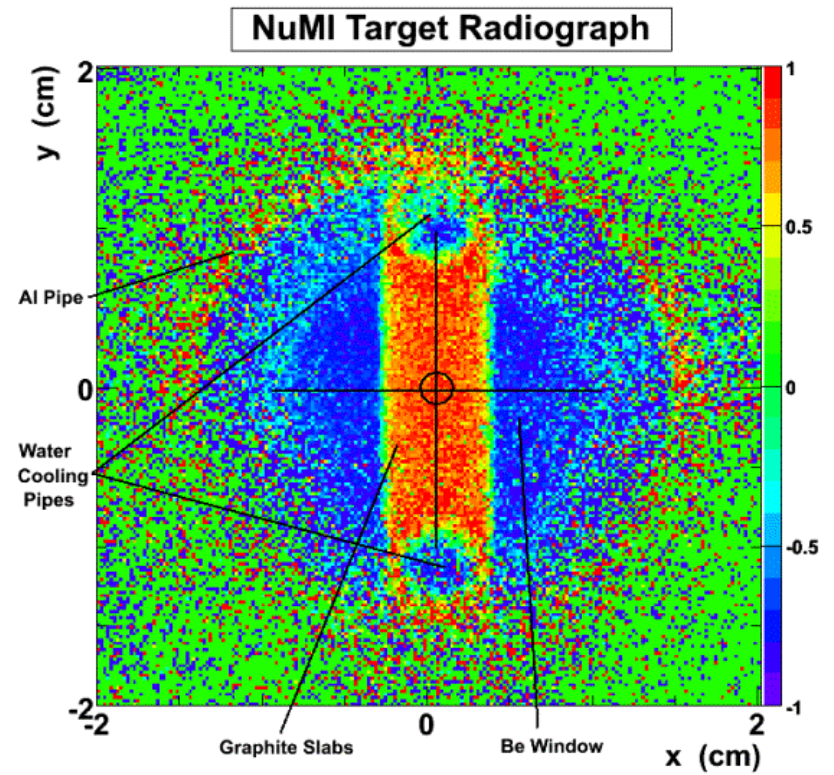 NuMI Target Radiograph
y (cm)
2
0
-2
Al Pipe
Water
Cooling
Pipes
1
0.5
0
-0.5
-1
-2
0
2
Graphite Slabs
Be Window
x (cm)